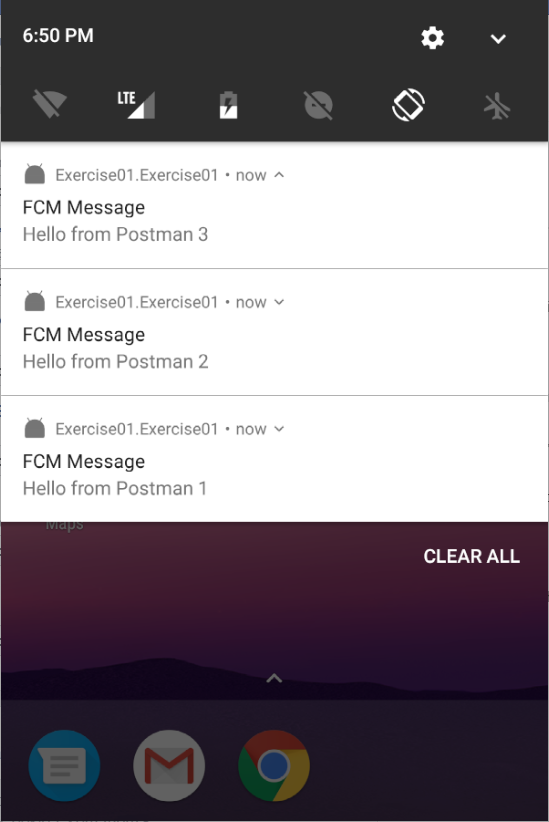 6:50 PM
LTE
Exercise01.Exercise01 • now
FCM Message
Hello from Postman 3
Exercise01.Exercise01 • now
FCM Message
Hello from Postman 2
Exercise01.Exercise01 • now
FCM Message
Hello from Postman 1
Maps
CLEAR ALL